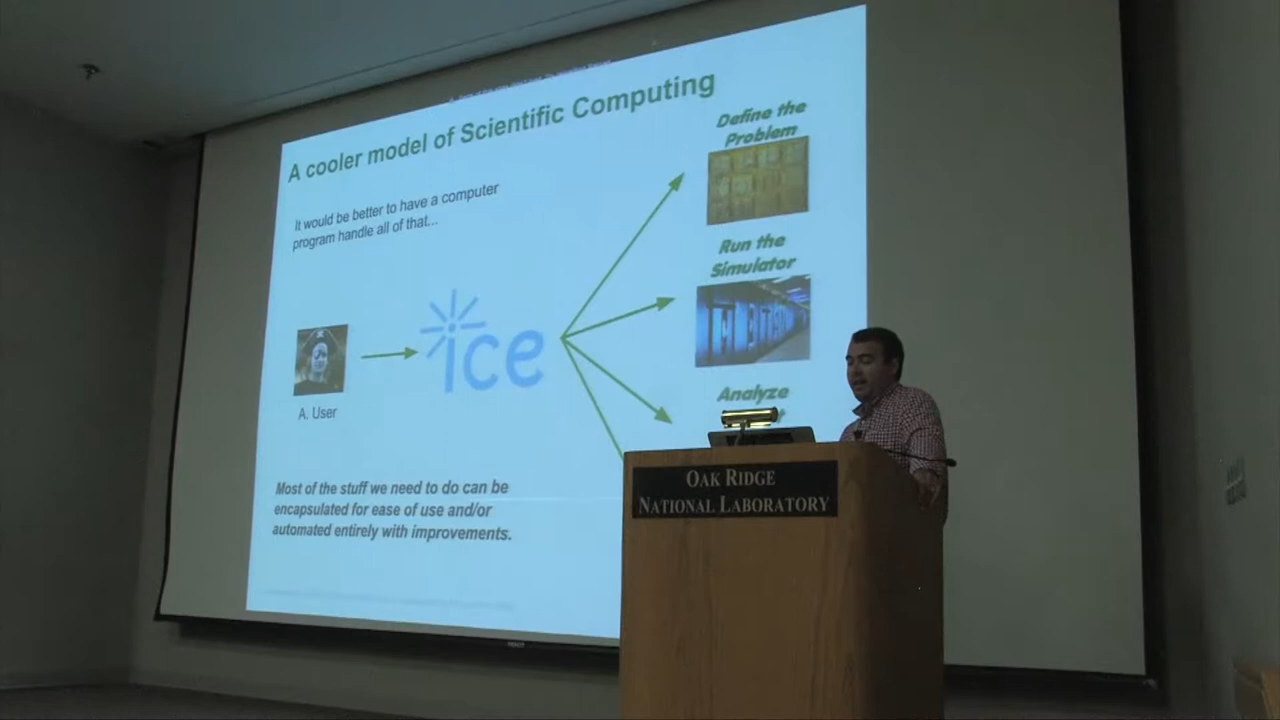 A cooler model of Scientific Computing
It would be better to have a computer
program handle all of that...
Define the
Problem
Run the
Simulator
TITAN
ice
A. User
Analyze
Most of the stuff we need to do can be
encapsulated for ease of use and/or
automated entirely with improvements.
OAK RIDGE
NATIONAL LABORATORY